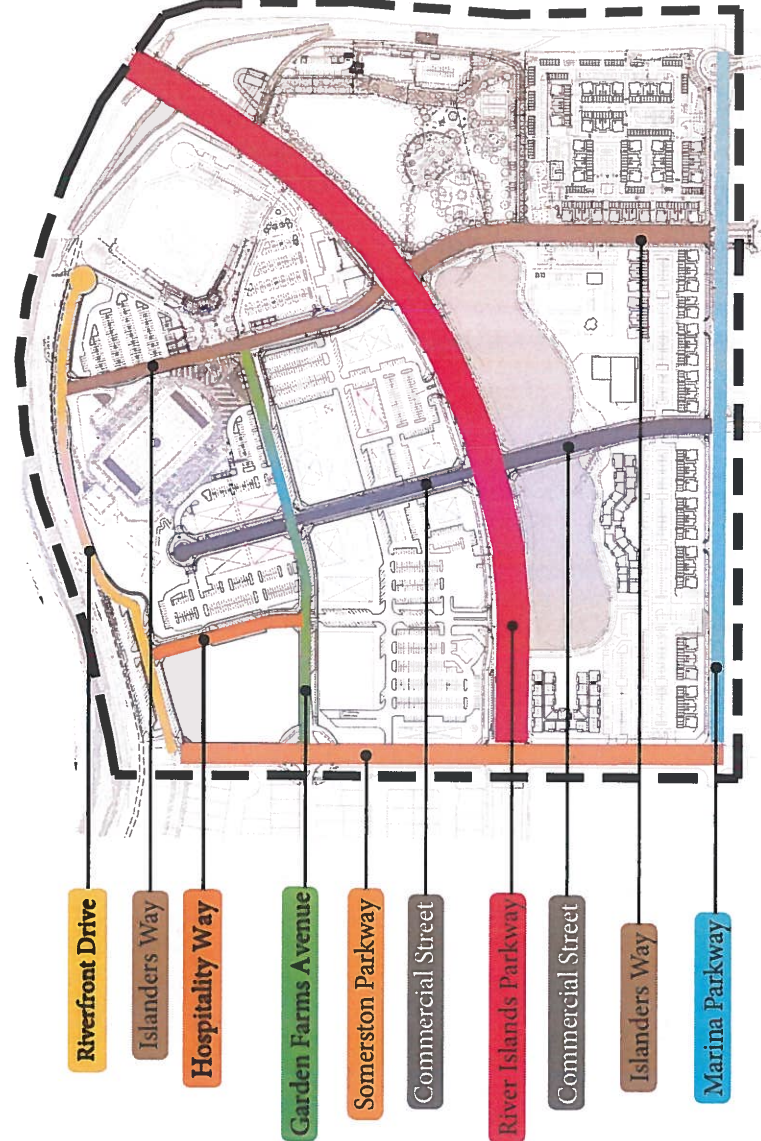 Riverfront Drive
Islanders Way
Hospitality Way
Garden Farms Avenue
Somerston Parkway
Commercial Street
River Islands Parkway
Commercial Street
Islanders Way
Marina Parkway